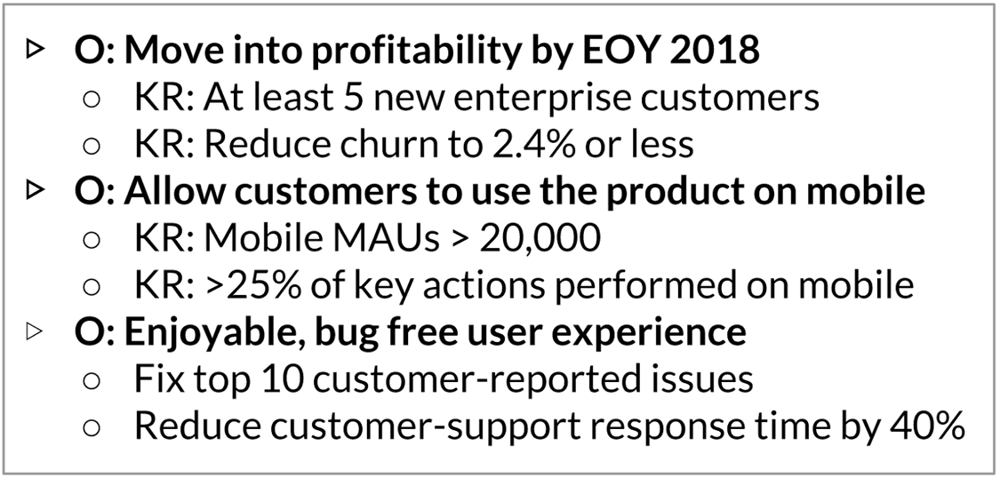 ▷ O: Move into profitability by EOY 2018
○ KR: At least 5 new enterprise customers
○ KR: Reduce churn to 2.4% or less
▷ O: Allow customers to use the product on mobile
○ KR: Mobile MAUs > 20,000
○ KR: >25% of key actions performed on mobile
▷ O: Enjoyable, bug free user experience
○ Fix top 10 customer-reported issues
○ Reduce customer-support response time by 40%